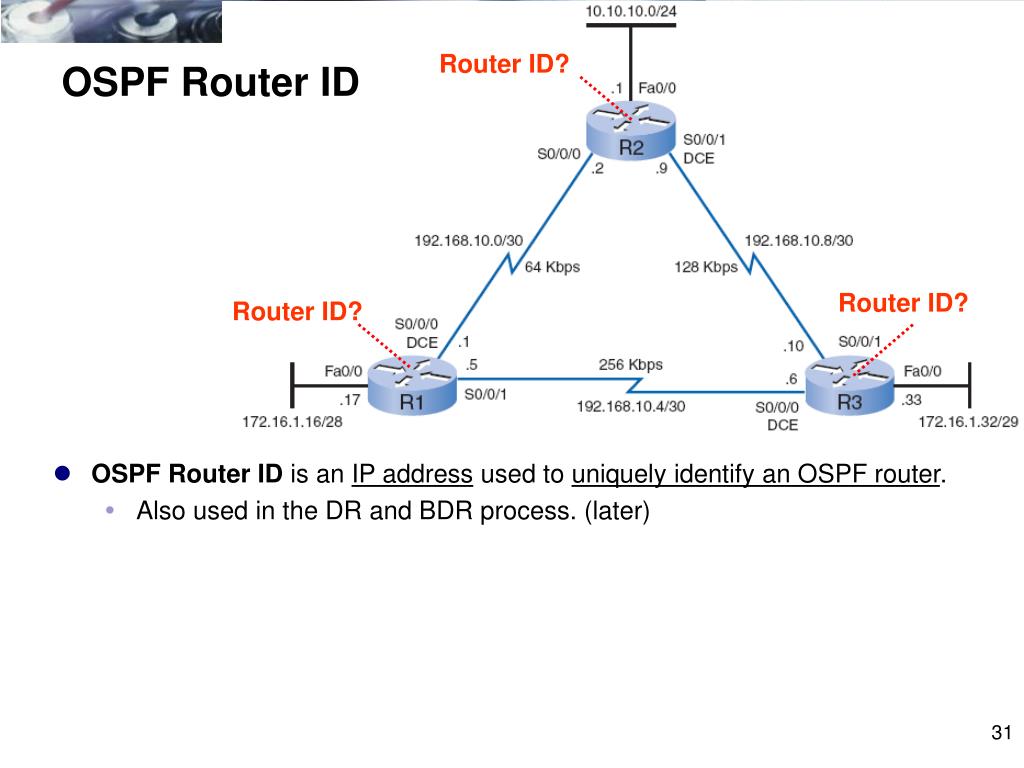 10.10.10.0/24
Router ID?
OSPF Router ID
.1 Fa0/0
R2
S0/0/1
DCE
S0/0/0
.2
.9
192.168.10.0/30
192.168.10.8/30
64 Kbps
128 Kbps
Router ID?
Router ID?
S0/0/0
DCE
.1
.10
S0/0/1
Fa0/0
.5
256 Kbps
.6
Fa0/0
.17
R1
S0/0/1
192.168.10.4/30
S0/0/0
DCE
R3
.33
172.16.1.16/28
172.16.1.32/29
OSPF Router ID is an IP address used to uniquely identify an OSPF router.
Also used in the DR and BDR process. (later)
31